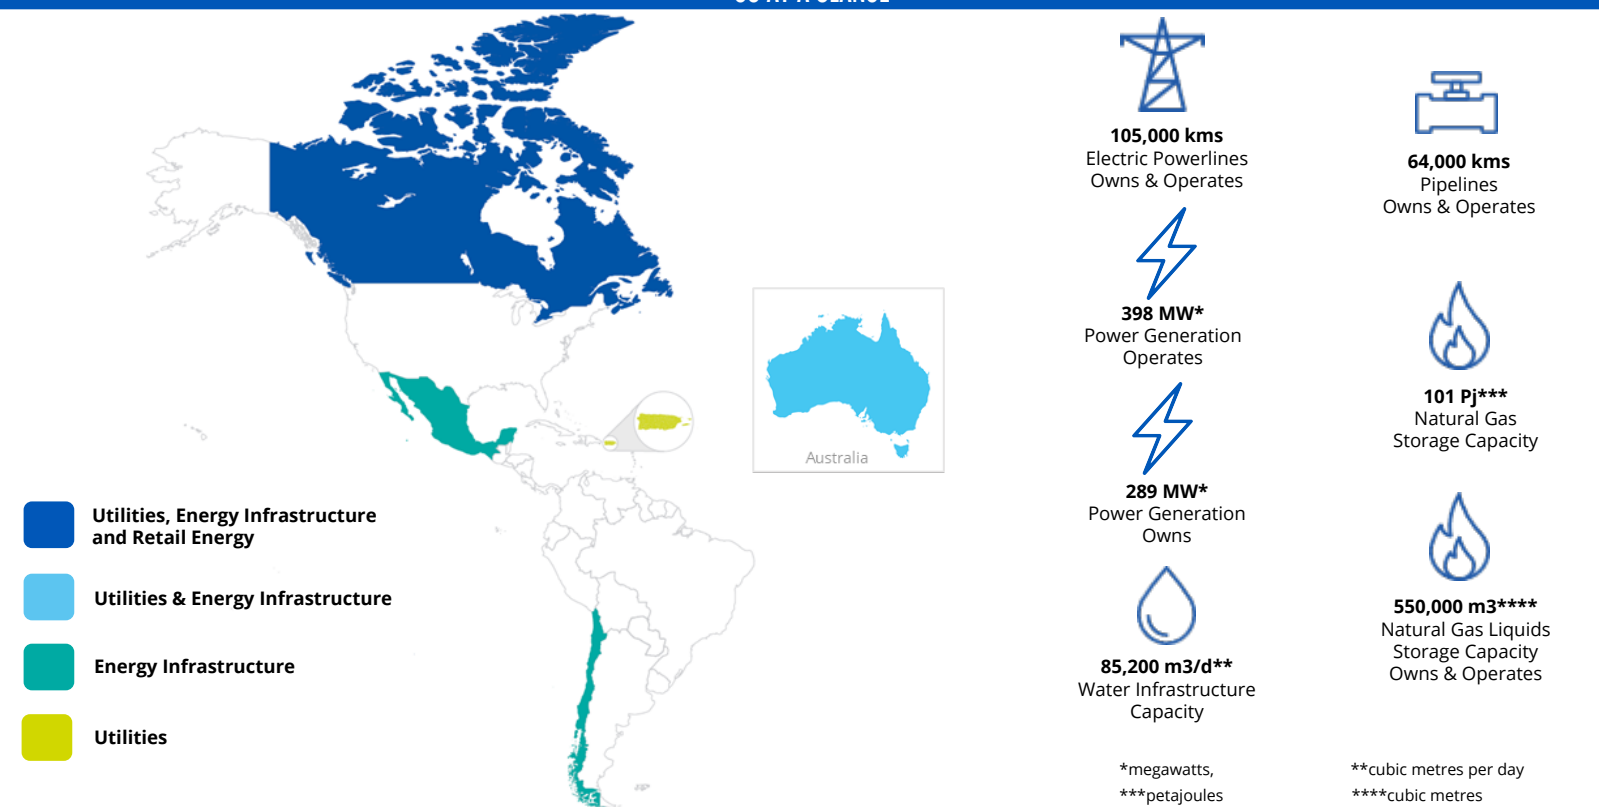 Australia
Utilities, Energy Infrastructure
and Retail Energy
Utilities & Energy Infrastructure
Energy Infrastructure
Utilities
105,000 kms
Electric Powerlines
Owns & Operates
398 MW*
Power Generation
Operates
289 MW*
Power Generation
Owns
85,200 m3/d**
Water Infrastructure
Capacity
64,000 kms
Pipelines
Owns & Operates
101 Pj***
Natural Gas
Storage Capacity
550,000 m3****
Natural Gas Liquids
Storage Capacity
Owns & Operates
*megawatts,
**cubic metres per day
***petajoules
****cubic metres